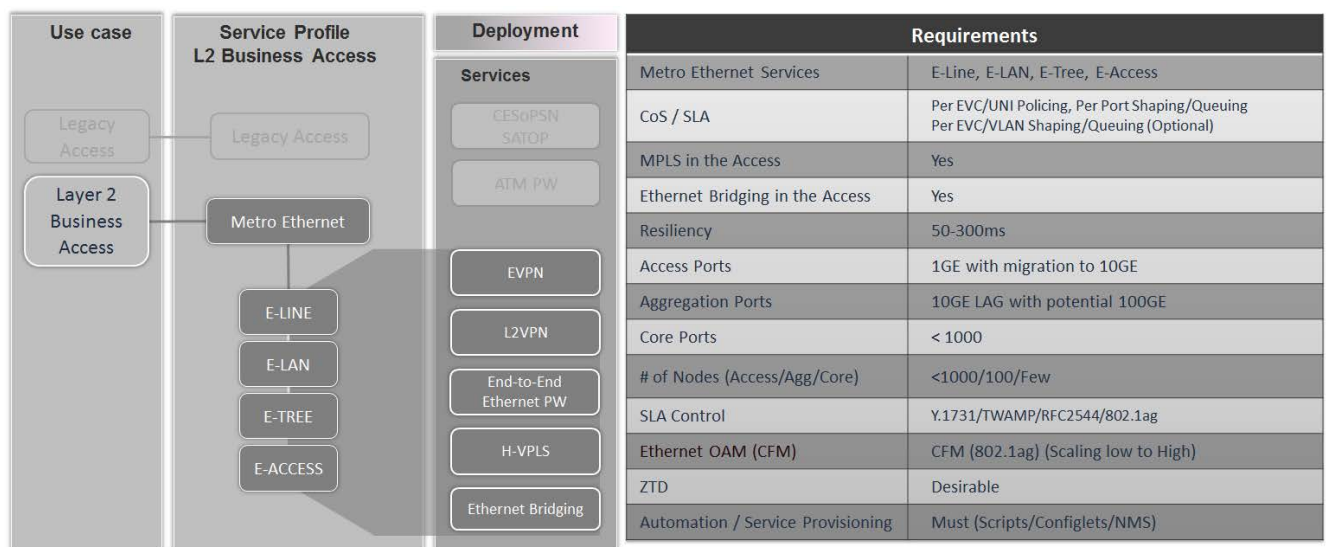 Use case
Service Profile
L2 Business Access
Deployment
Services
Legacy
Access
Legacy Access
CESoPSN
SATOP
ATM PW
Layer 2
Business
Access
Metro Ethernet
E-LINE
E-LAN
E-TREE
E-ACCESS
EVPN
L2VPN
End-to-End
Ethernet PW
H-VPLS
Ethernet Bridging
Requirements
Metro Ethernet Services E-Line, E-LAN, E-Tree, E-Access
CoS / SLA Per EVC/UNI Policing, Per Port Shaping/Queuing
Per EVC/VLAN Shaping/Queuing (Optional)
MPLS in the Access Yes
Ethernet Bridging in the Access Yes
Resiliency 50-300ms
Access Ports 1GE with migration to 10GE
Aggregation Ports 10GE LAG with potential 100GE
Core Ports < 1000
# of Nodes (Access/Agg/Core) <1000/100/Few
SLA Control Y.1731/TWAMP/RFC2544/802.1ag
Ethernet OAM (CFM) CFM (802.1ag) (Scaling low to High)
ZTD Desirable
Automation / Service Provisioning Must (Scripts/Configlets/NMS)